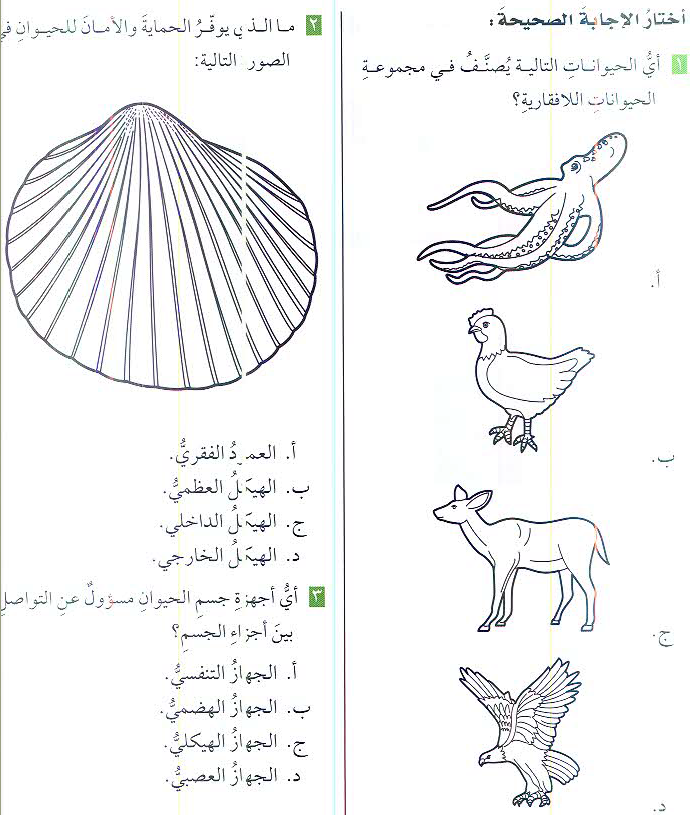 أختارُ الإجابةَ الصحيحةَ:
١ أيُّ الحيواناتِ التاليةِ يُصنَّفُ في مجموعةِ
الحيواناتِ اللافقاريةِ؟
أ.
ب.
ج.
د.
٢ ما الذي يوفّرُ الحمايةَ والأمانَ للحيوانِ في
الصور التالية:
أ. العمودُ الفقريُّ.
ب. الهيكلُ العظميُّ.
ج. الهيكلُ الداخلي.
د. الهيكلُ الخارجي.
٣ أيُّ أجهزةِ جسمِ الحيوانِ مسؤولٌ عنِ التواصلِ
بينَ أجزاءِ الجسمِ؟
أ. الجهازُ التنفسيُّ.
ب. الجهازُ الهضميُّ.
ج. الجهازُ الهيكليُّ.
د. الجهازُ العصبيُّ.